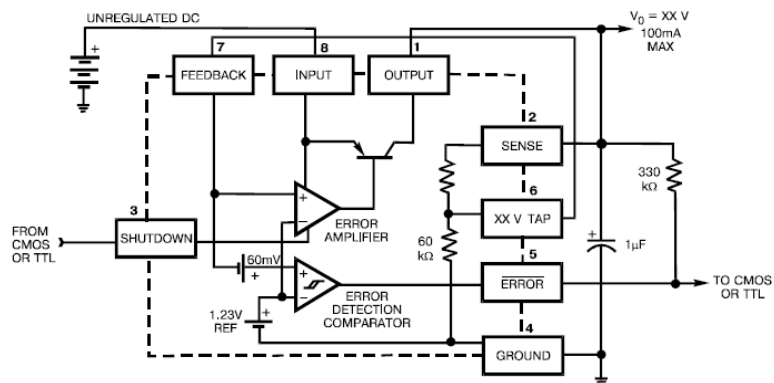 UNREGULATED DC
7
8
1
V0 = XX V
100mA
MAX
FEEDBACK
INPUT
OUTPUT
+
2
SENSE
330
kΩ
6
XX V TAP
3
FROM
CMOS
OR TTL
SHUTDOWN
+
−
ERROR
AMPLIFIER
60
kΩ
+
1µF
5
ERROR
60mV
+
+
−
TO CMOS
OR TTL
ERROR
DETECTION
COMPARATOR
1.23V
REF
+
4
GROUND